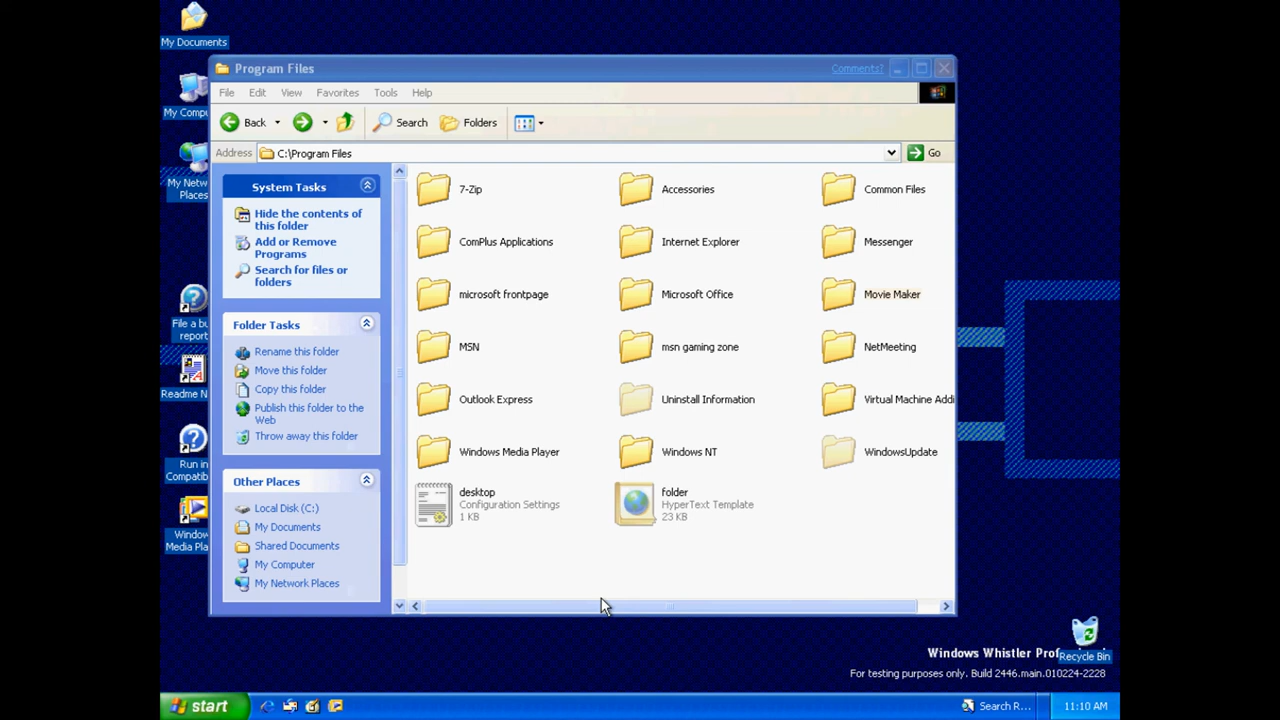 My Documents
Program Files
Comments?
My Compu
File Edit View Favorites Tools Help
Back Search Folders
Address C:\Program Files Go
My Netw
Places
System Tasks
Hide the contents of
this folder
Add or Remove
Programs
Search for files or
folders
7-Zip Accessories Common Files
ComPlus Applications Internet Explorer Messenger
microsoft frontpage Microsoft Office Movie Maker
MSN msn gaming zone NetMeeting
Outlook Express Uninstall Information Virtual Machine Addi
Windows Media Player Windows NT WindowsUpdate
desktop
Configuration Settings
1 KB
folder
HyperText Template
23 KB
File a bu
report
Folder Tasks
Rename this folder
Move this folder
Copy this folder
Publish this folder to the
Web
Throw away this folder
Readme N
Run in
Compatib
Other Places
Local Disk (C:)
My Documents
Shared Documents
My Computer
My Network Places
Window
Media Pla
Windows Whistler Prof
Recycle Bin
For testing purposes only. Build 2446.main.010224-2228
start
Search R...
11:10 AM